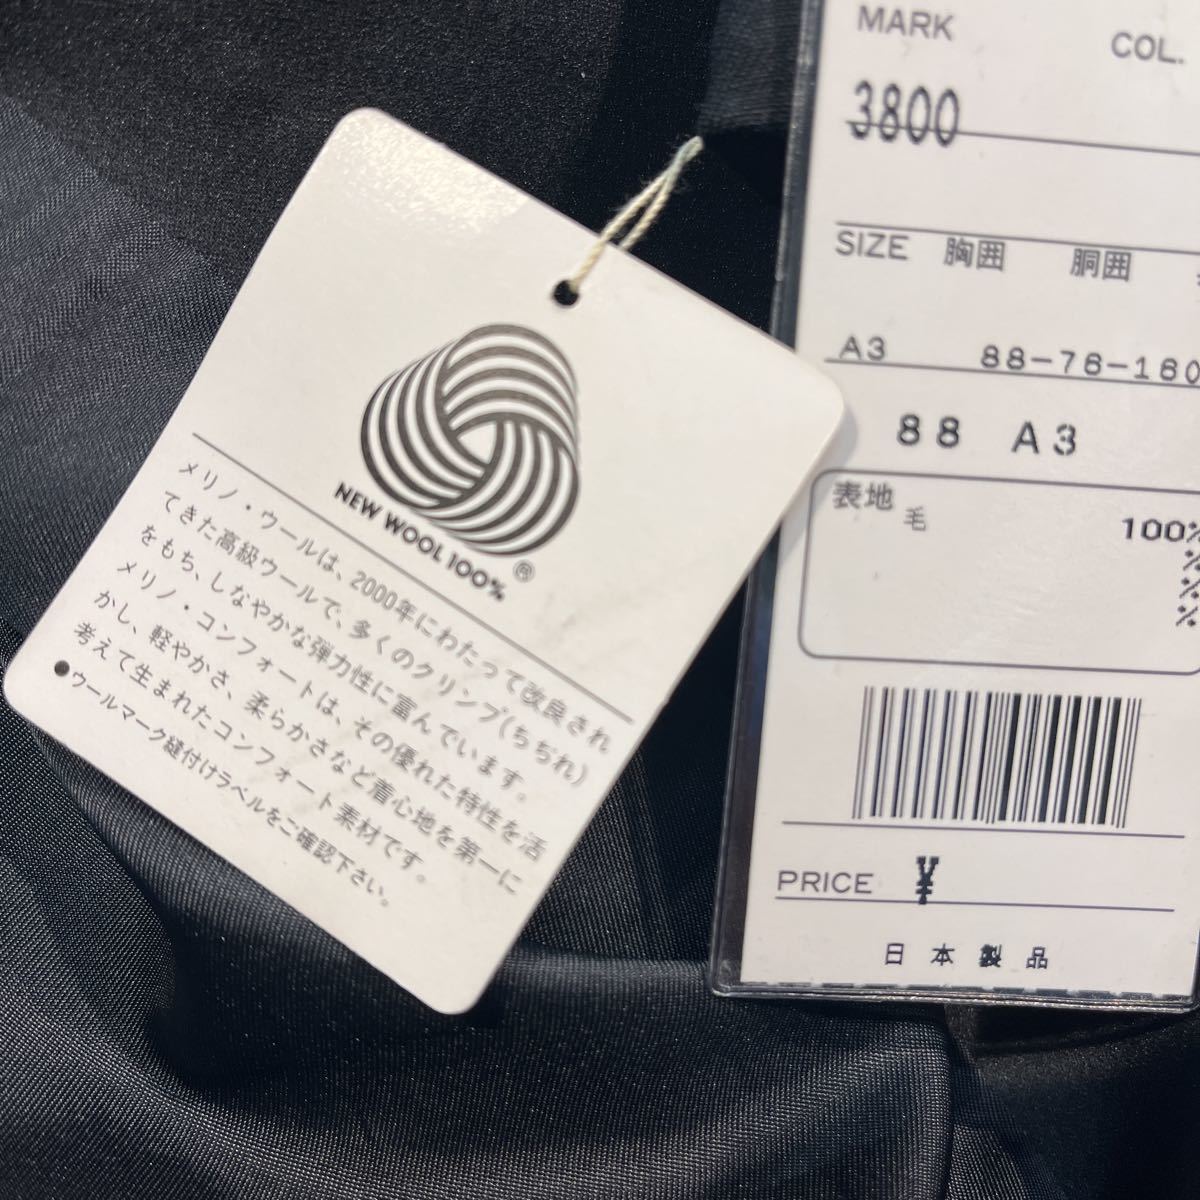 NEW WOOL 100%
®
メリノ・ウールは、2000年にわたって改良され
てきた高級ウールで、多くのクリンプ(ちぢれ)
をもち、しなやかな弾力性に富んでいます。
メリノ・コンフォートは、その優れた特性を活
かし、軽やかさ、柔らかさなど着心地を第一に
考えて生まれたコンフォート素材です。
●ウールマーク縫付けラベルをご確認下さい。
MARK COL.
3800
SIZE 胸囲 胴囲
A3 88-76-160
88 A3
表地 毛 100%
%
%
%
PRICE ¥
日本製品